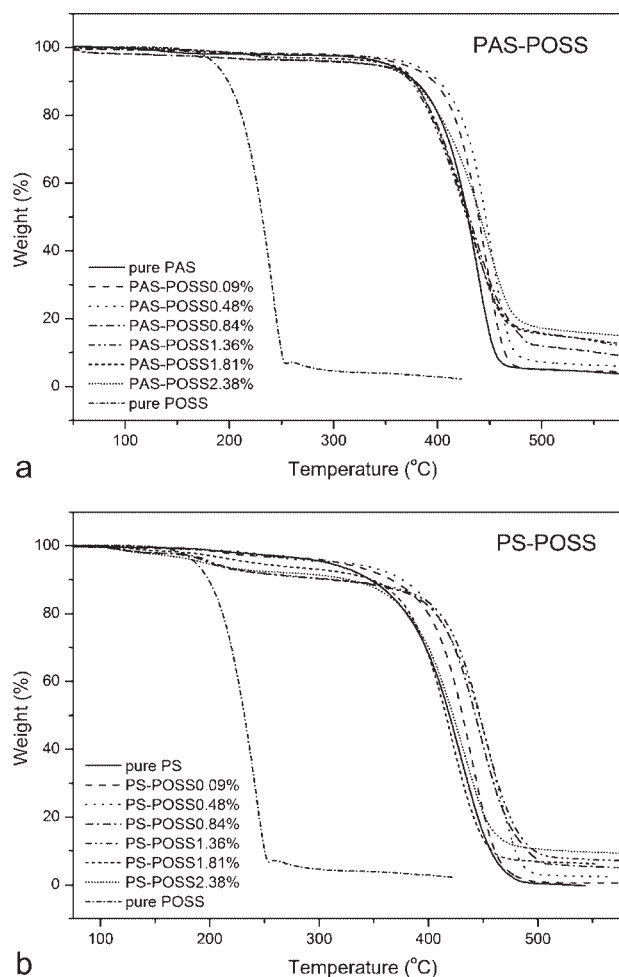 PAS-POSS
100
80
60
40
20
0
Weight (%)
pure PAS
PAS-POSS0.09%
PAS-POSS0.48%
PAS-POSS0.84%
PAS-POSS1.36%
PAS-POSS1.81%
PAS-POSS2.38%
pure POSS
100 200 300 400 500
Temperature (°C)
a
PS-POSS
100
80
60
40
20
0
Weight (%)
pure PS
PS-POSS0.09%
PS-POSS0.48%
PS-POSS0.84%
PS-POSS1.36%
PS-POSS1.81%
PS-POSS2.38%
pure POSS
100 200 300 400 500
Temperature (°C)
b